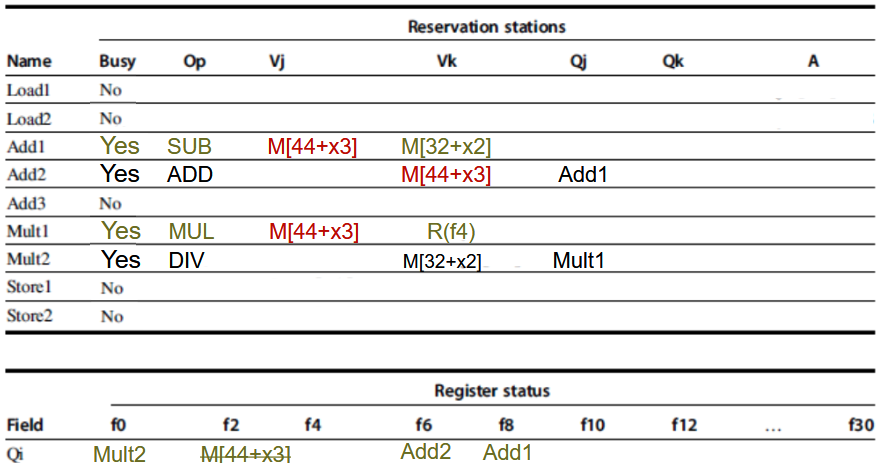 Reservation stations
Name Busy Op Vj Vk Qj Qk A
Load1 No
Load2 No
Add1 Yes SUB M[44+x3] M[32+x2]
Add2 Yes ADD M[44+x3] Add1
Add3 No
Mult1 Yes MUL M[44+x3] R(f4)
Mult2 Yes DIV M[32+x2] Mult1
Store1 No
Store2 No
Register status
Field f0 f2 f4 f6 f8 f10 f12 … f30
Qi Mult2 M[44+x3] Add2 Add1